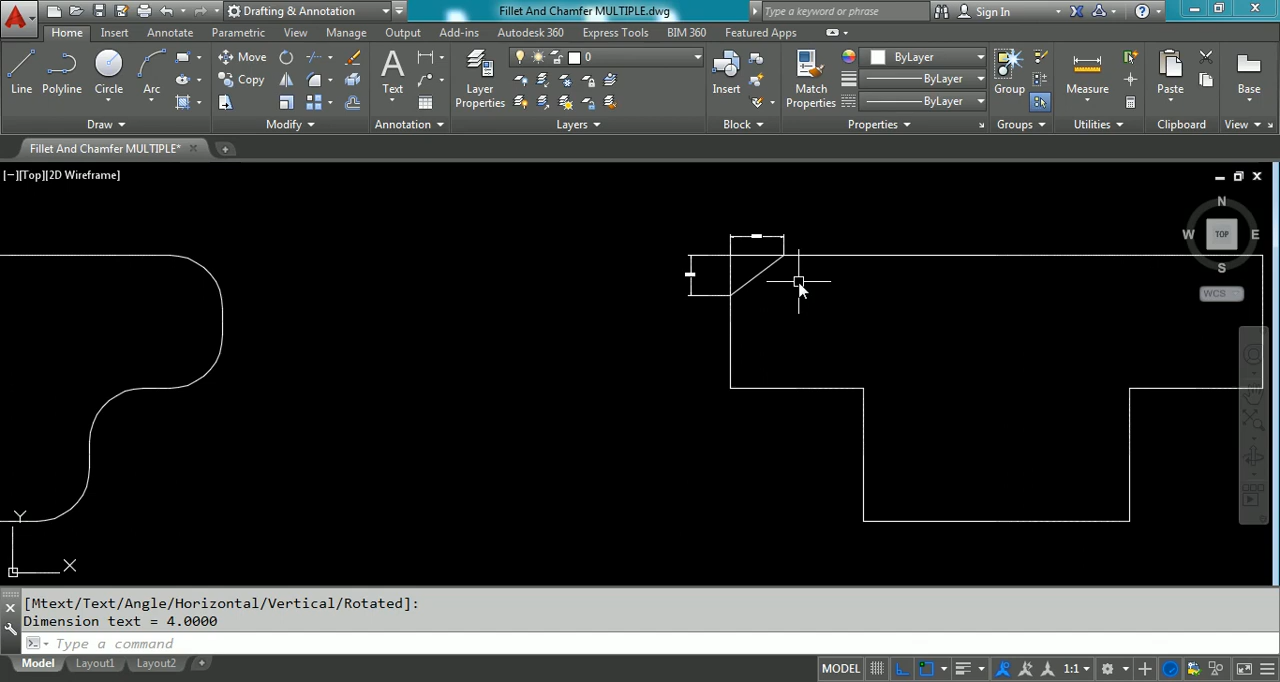 Drafting & Annotation
Fillet And Chamfer MULTIPLE.dwg
Type a keyword or phrase
Sign In
Home Insert Annotate Parametric View Manage Output Add-ins Autodesk 360 Express Tools BIM 360 Featured Apps
Line Polyline Circle Arc
Move
Copy
Text
Layer
Properties
0
Insert
Match
Properties
ByLayer
ByLayer
ByLayer
Group
Measure
Paste
Base
Draw Modify Annotation Layers Block Properties Groups Utilities Clipboard View
Fillet And Chamfer MULTIPLE*
[−][Top][2D Wireframe]
N
W TOP E
S
WCS
Y
X
[Mtext/Text/Angle/Horizontal/Vertical/Rotated]:
Dimension text = 4.0000
Type a command
Model Layout1 Layout2
MODEL 1:1